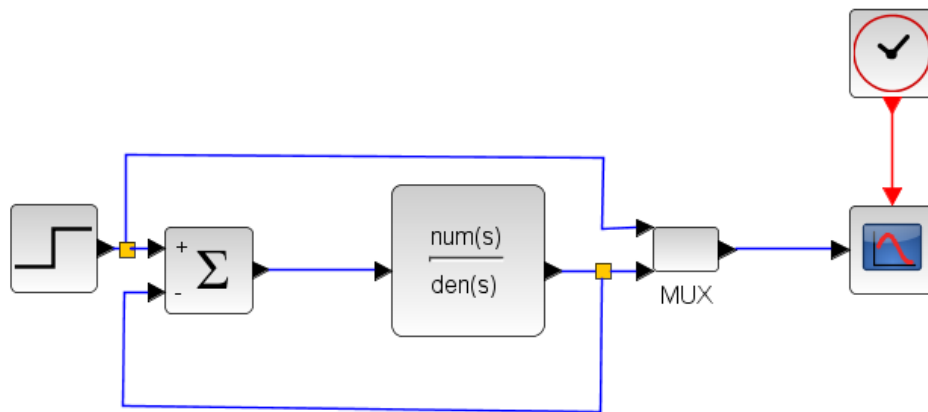 +
-
Σ
num(s)
den(s)
MUX